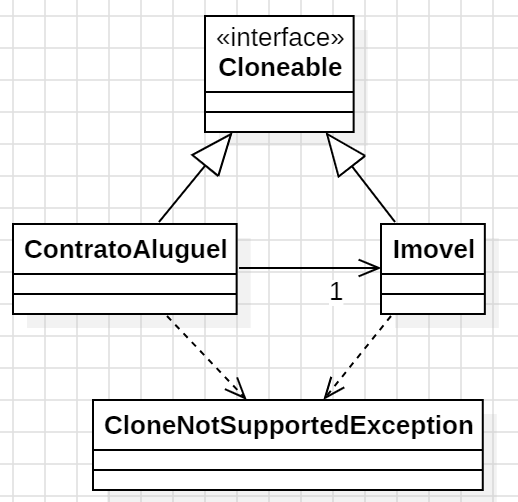 «interface»
Cloneable
ContratoAluguel
Imovel
1
CloneNotSupportedException